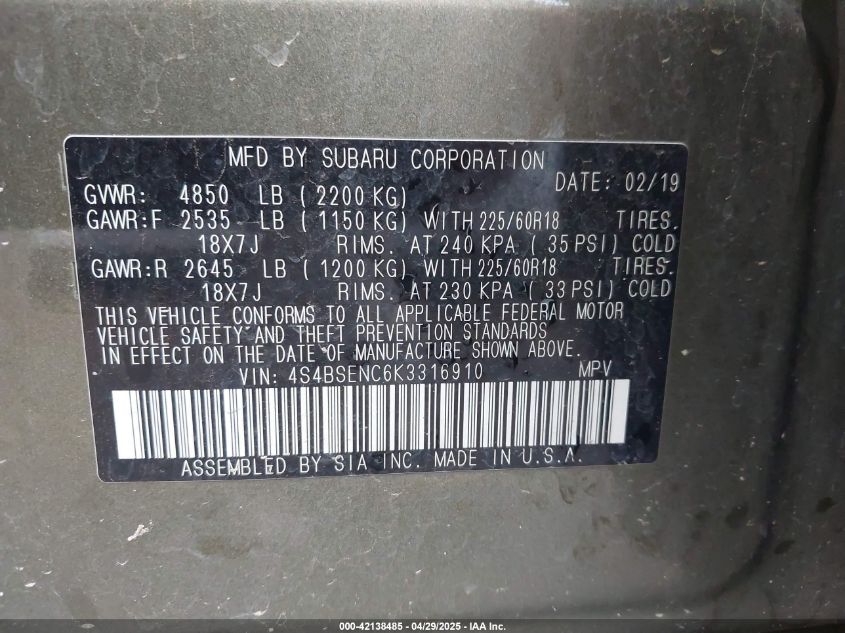 MFD BY SUBARU CORPORATION
DATE: 02/19
GVWR: 4850 LB ( 2200 KG)
GAWR:F 2535 LB ( 1150 KG) WITH 225/60R18 TIRES.
18X7J RIMS. AT 240 KPA ( 35 PSI) COLD
GAWR:R 2645 LB ( 1200 KG) WITH 225/60R18 TIRES.
18X7J RIMS. AT 230 KPA ( 33 PSI) COLD
THIS VEHICLE CONFORMS TO ALL APPLICABLE FEDERAL MOTOR
VEHICLE SAFETY AND THEFT PREVENTION STANDARDS
IN EFFECT ON THE DATE OF MANUFACTURE SHOWN ABOVE.
VIN: 4S4BSENC6K3316910 MPV
ASSEMBLED BY SIA INC. MADE IN U.S.A.
000-42138485 - 04/29/2025 - IAA Inc.